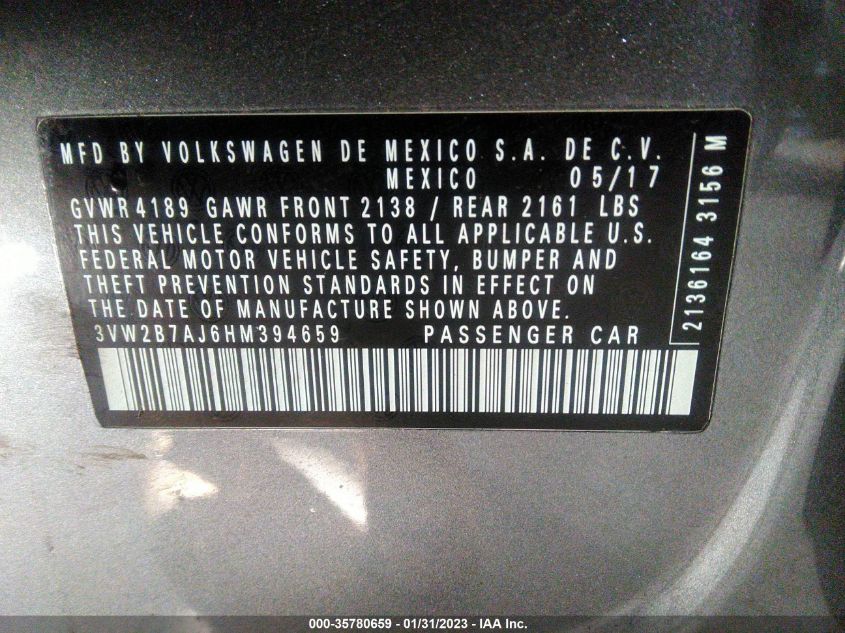 MFD BY VOLKSWAGEN DE MEXICO S.A. DE C.V.
MEXICO 05/17
GVWR 4189 GAWR FRONT 2138 / REAR 2161 LBS
THIS VEHICLE CONFORMS TO ALL APPLICABLE U.S.
FEDERAL MOTOR VEHICLE SAFETY, BUMPER AND
THEFT PREVENTION STANDARDS IN EFFECT ON
THE DATE OF MANUFACTURE SHOWN ABOVE.
3VW2B7AJ6HM394659 PASSENGER CAR
2136164 3156 M
000-35780659 - 01/31/2023 - IAA Inc.